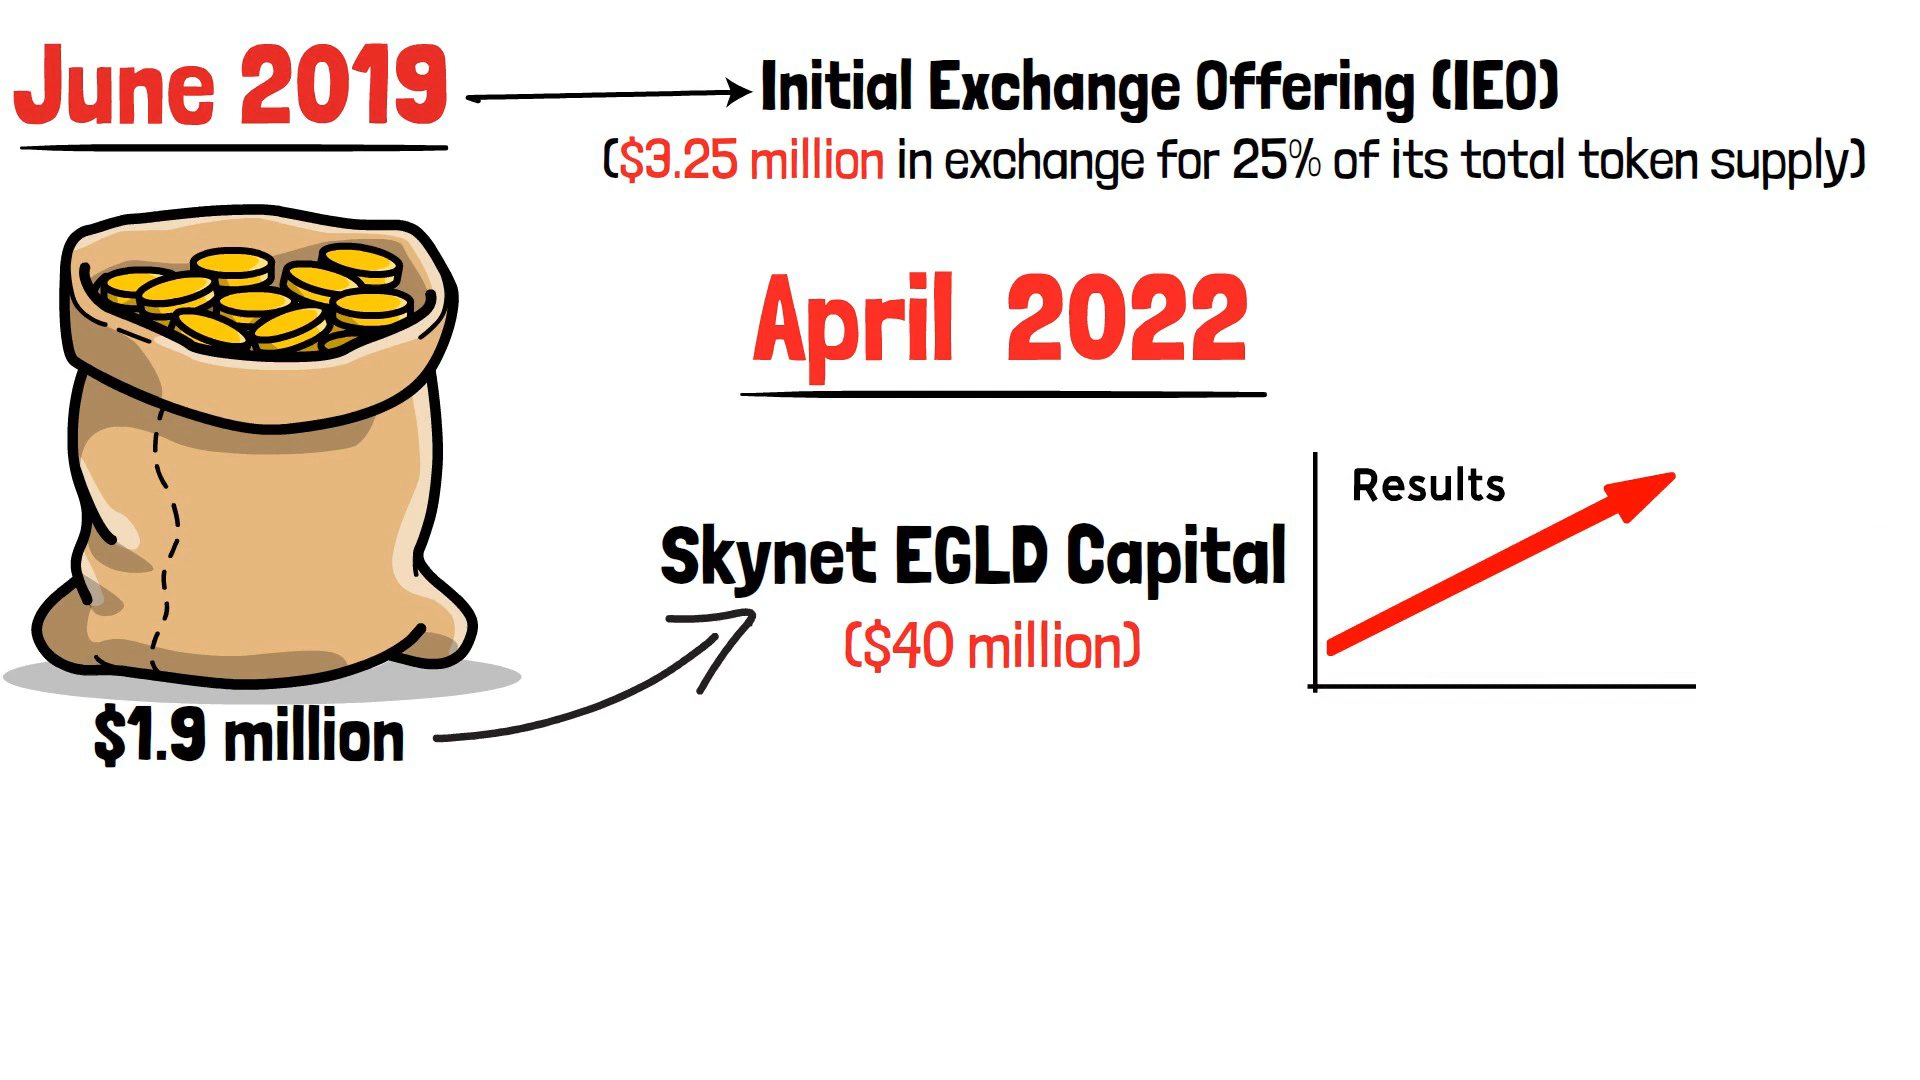 June 2019
Initial Exchange Offering (IEO)
($3.25 million in exchange for 25% of its total token supply)
April 2022
Results
Skynet EGLD Capital
($40 million)
$1.9 million